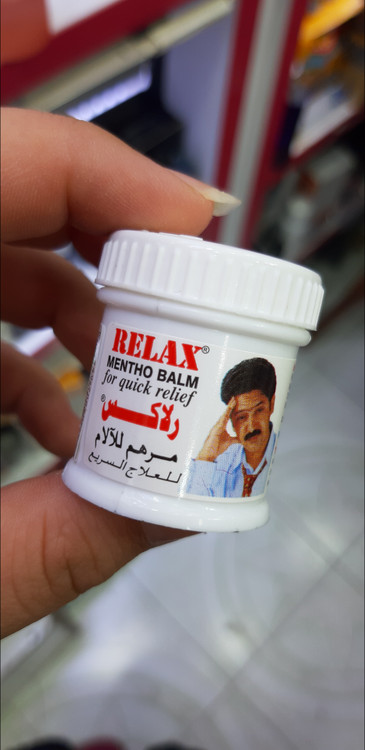 RELAX®
MENTHO BALM
for quick relief
رلاكس®
مرهم للآلام
للعلاج السريع